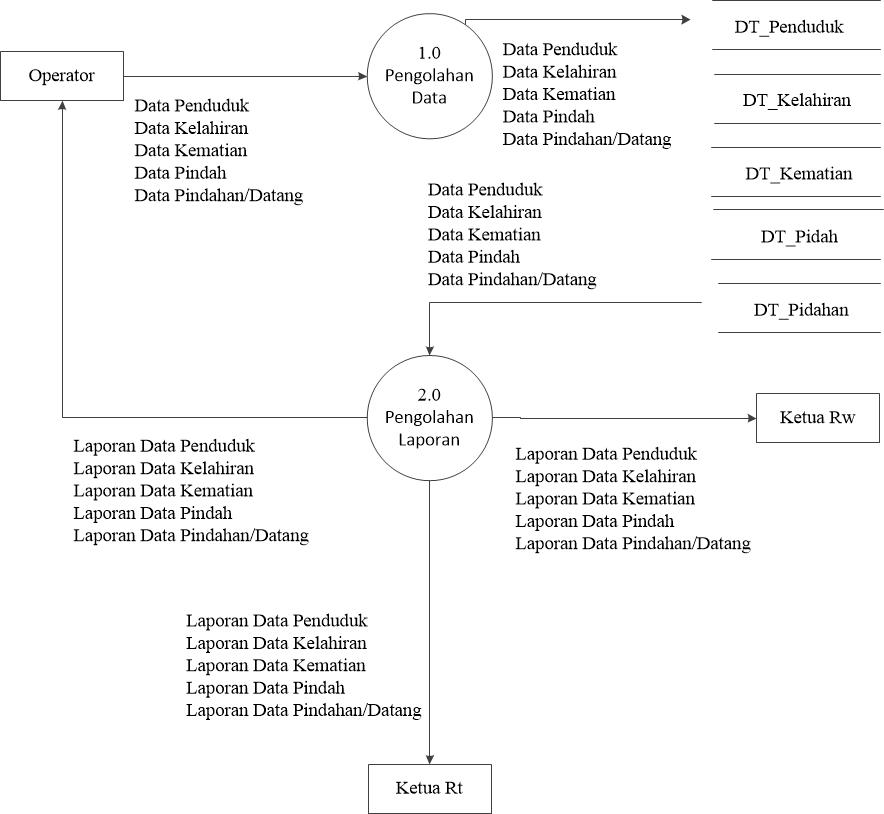 Operator
1.0
Pengolahan
Data
DT_Penduduk
Data Penduduk
Data Kelahiran
Data Kematian
Data Pindah
Data Pindahan/Datang
Data Penduduk
Data Kelahiran
Data Kematian
Data Pindah
Data Pindahan/Datang
DT_Kelahiran
DT_Kematian
DT_Pidah
DT_Pidahan
Data Penduduk
Data Kelahiran
Data Kematian
Data Pindah
Data Pindahan/Datang
2.0
Pengolahan
Laporan
Ketua Rw
Laporan Data Penduduk
Laporan Data Kelahiran
Laporan Data Kematian
Laporan Data Pindah
Laporan Data Pindahan/Datang
Laporan Data Penduduk
Laporan Data Kelahiran
Laporan Data Kematian
Laporan Data Pindah
Laporan Data Pindahan/Datang
Laporan Data Penduduk
Laporan Data Kelahiran
Laporan Data Kematian
Laporan Data Pindah
Laporan Data Pindahan/Datang
Ketua Rt